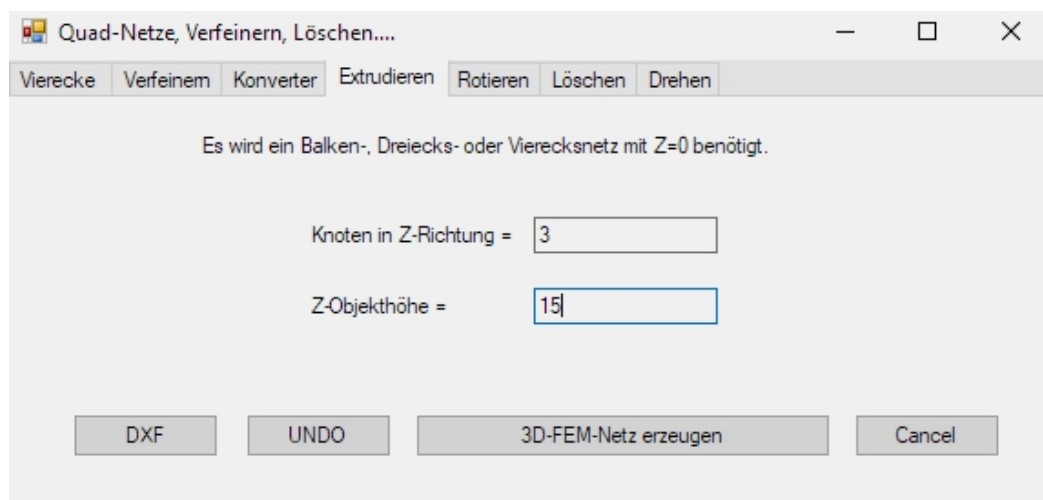 Quad-Netze, Verfeinern, Löschen....
Vierecke Verfeinern Konverter Extrudieren Rotieren Löschen Drehen
Es wird ein Balken-, Dreiecks- oder Vierecksnetz mit Z=0 benötigt.
Knoten in Z-Richtung = 3
Z-Objekthöhe = 15
DXF UNDO 3D-FEM-Netz erzeugen Cancel